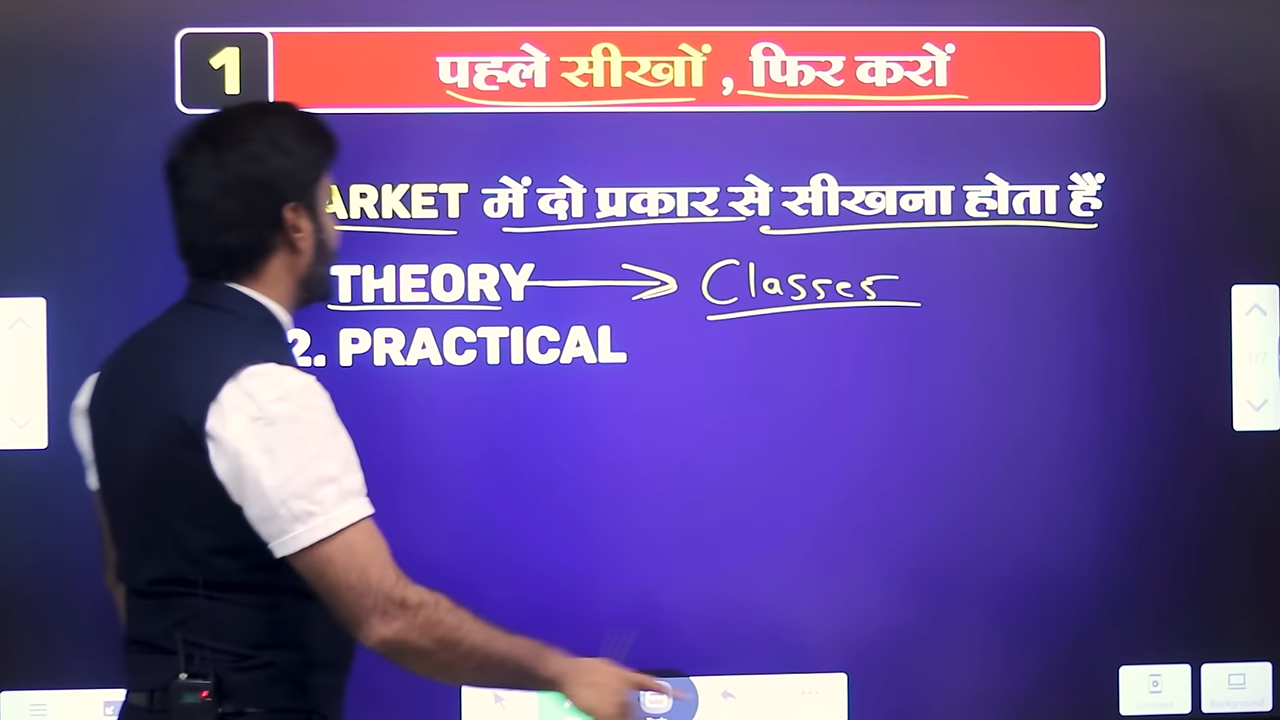 1
पहले सीखों , फिर करों
ARKET में दो प्रकार से सीखना होता हैं
THEORY → Classes
2. PRACTICAL